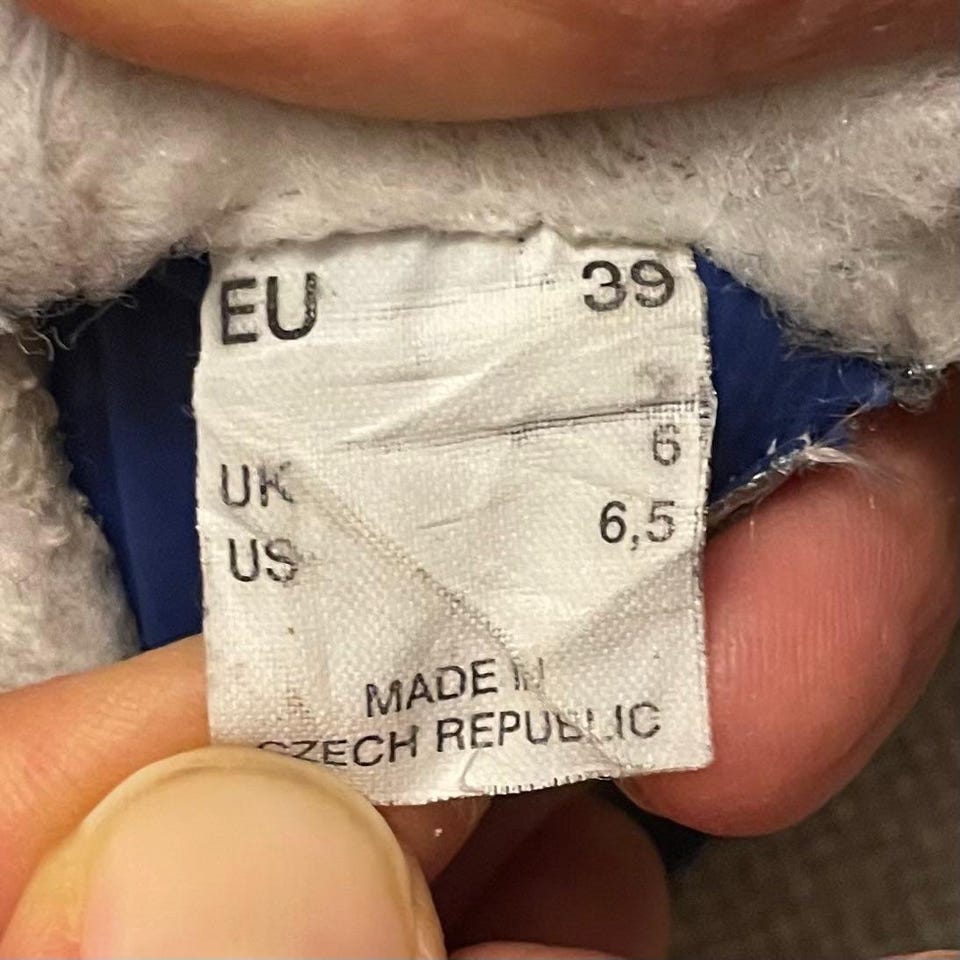 EU 39
UK 6
US 6,5
MADE IN
CZECH REPUBLIC